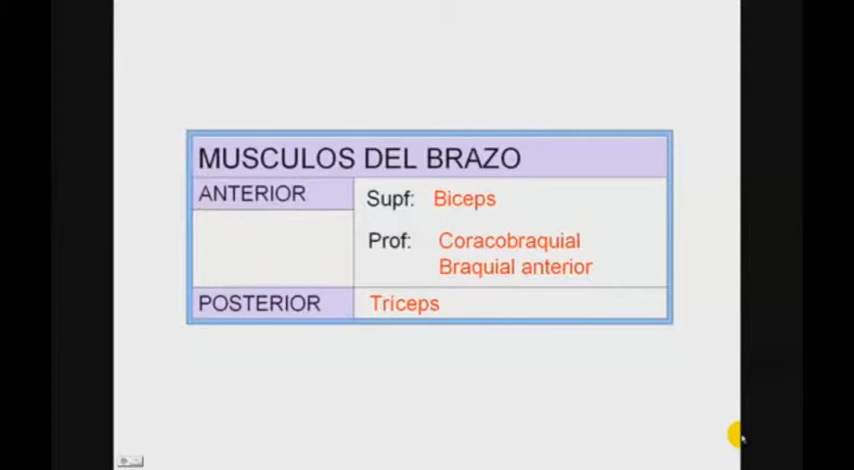 MUSCULOS DEL BRAZO
ANTERIOR
Supf: Biceps
Prof: Coracobraquial
Braquial anterior
POSTERIOR Triceps